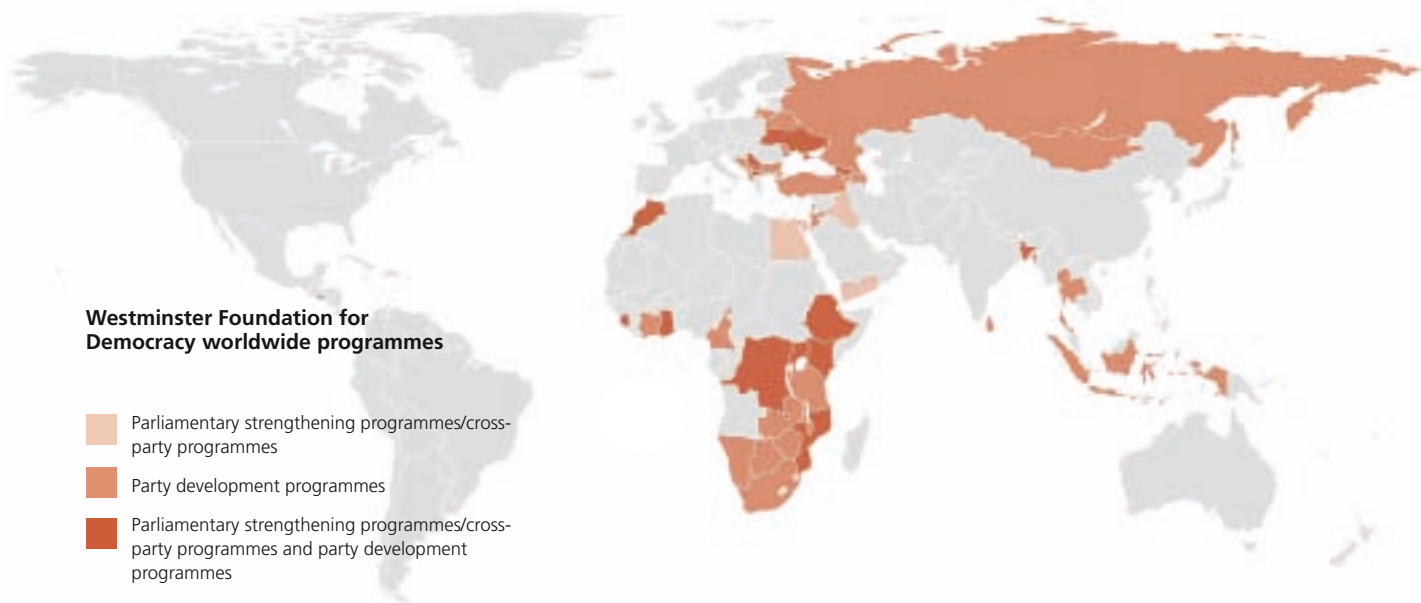 Westminster Foundation for
Democracy worldwide programmes
Parliamentary strengthening programmes/cross-
party programmes
Party development programmes
Parliamentary strengthening programmes/cross-
party programmes and party development
programmes